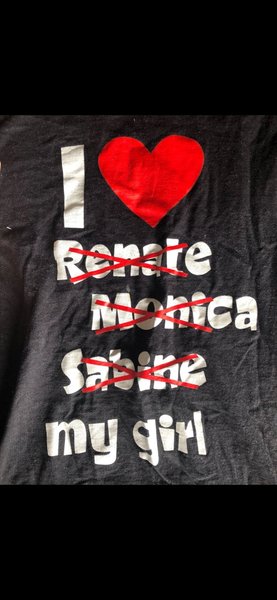 I ❤
Renate
Monica
Sabine
my girl